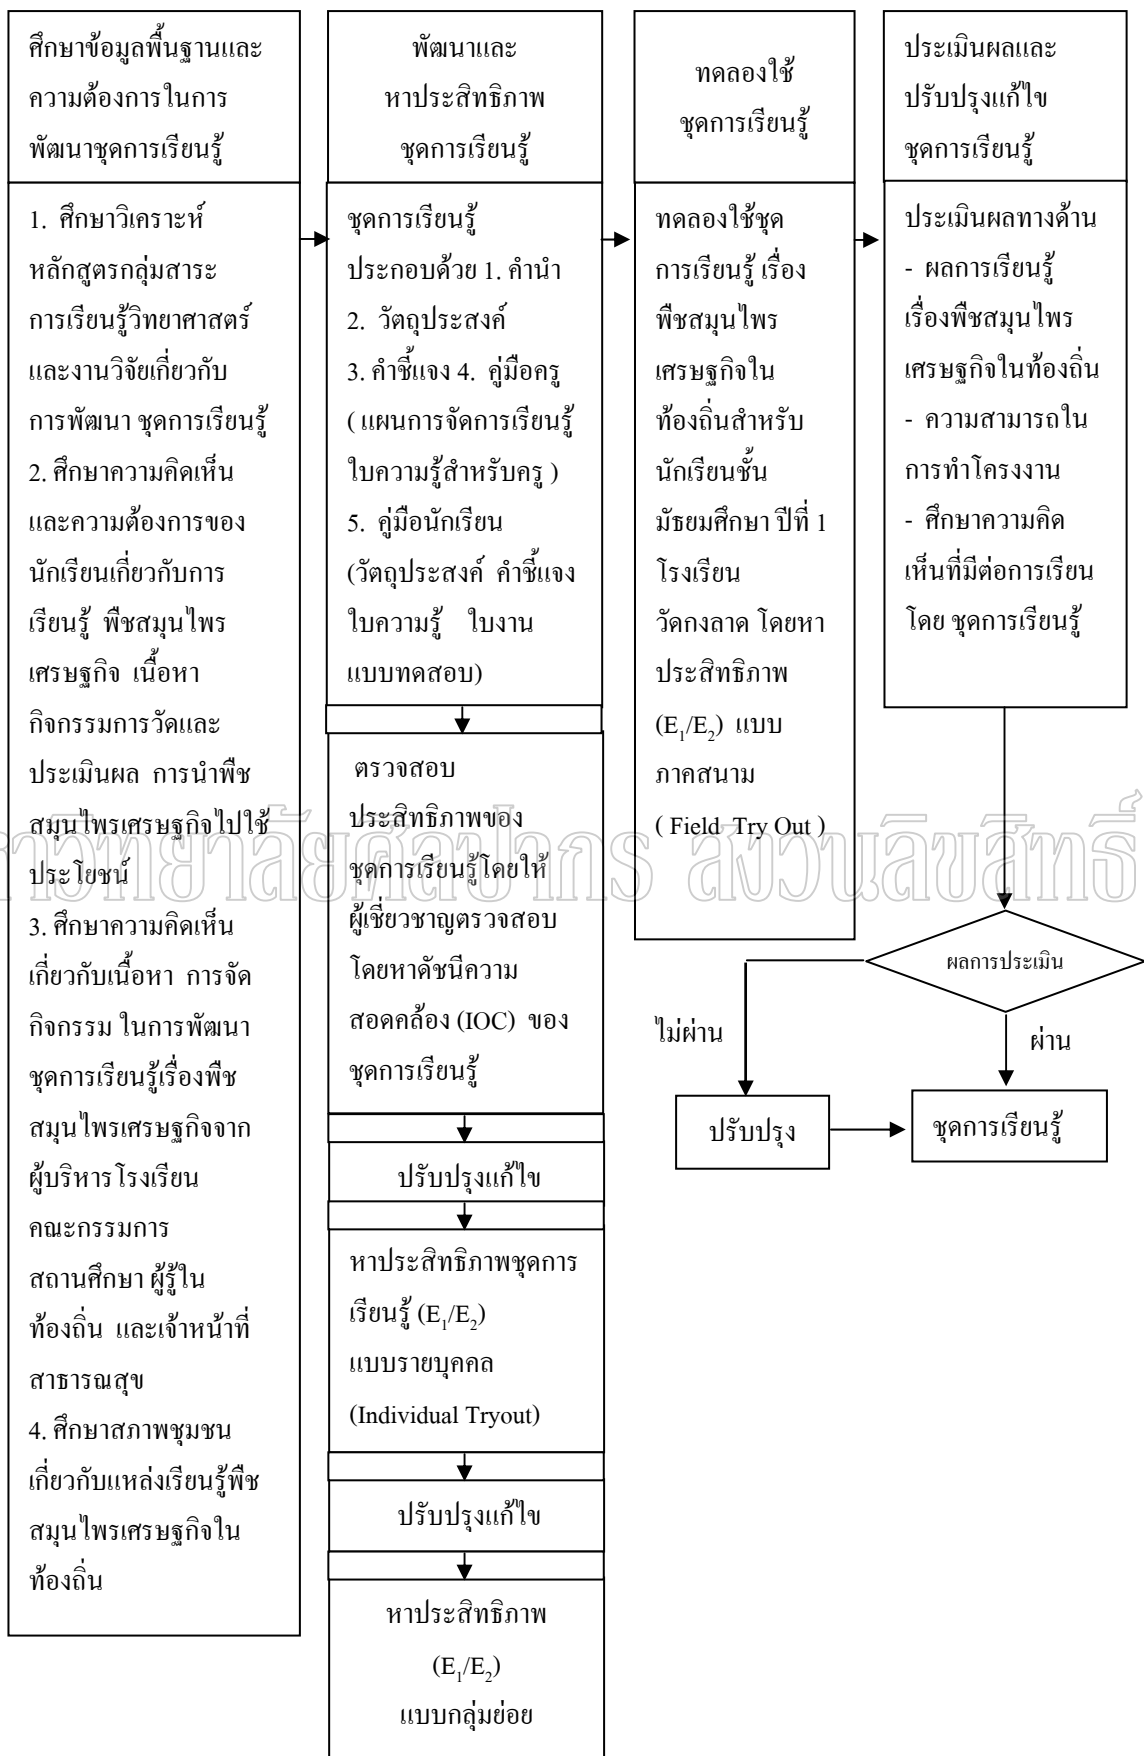 ศึกษาข้อมูลพื้นฐานและ
ความต้องการในการ
พัฒนาชุดการเรียนรู้
1. ศึกษาวิเคราะห์
หลักสูตรกลุ่มสาระ
การเรียนรู้วิทยาศาสตร์
และงานวิจัยเกี่ยวกับ
การพัฒนา ชุดการเรียนรู้
2. ศึกษาความคิดเห็น
และความต้องการของ
นักเรียนเกี่ยวกับการ
เรียนรู้ พืชสมุนไพร
เศรษฐกิจ เนื้อหา
กิจกรรมการวัดและ
ประเมินผล การนำพืช
สมุนไพรเศรษฐกิจไปใช้
ประโยชน์
3. ศึกษาความคิดเห็น
เกี่ยวกับเนื้อหา การจัด
กิจกรรม ในการพัฒนา
ชุดการเรียนรู้เรื่องพืช
สมุนไพรเศรษฐกิจจาก
ผู้บริหารโรงเรียน
คณะกรรมการ
สถานศึกษา ผู้รู้ใน
ท้องถิ่น และเจ้าหน้าที่
สาธารณสุข
4. ศึกษาสภาพชุมชน
เกี่ยวกับแหล่งเรียนรู้พืช
สมุนไพรเศรษฐกิจใน
ท้องถิ่น
พัฒนาและ
หาประสิทธิภาพ
ชุดการเรียนรู้
ชุดการเรียนรู้
ประกอบด้วย 1. คำนำ
2. วัตถุประสงค์
3. คำชี้แจง 4. คู่มือครู
( แผนการจัดการเรียนรู้
ใบความรู้สำหรับครู )
5. คู่มือนักเรียน
(วัตถุประสงค์ คำชี้แจง
ใบความรู้ ใบงาน
แบบทดสอบ)
ตรวจสอบ
ประสิทธิภาพของ
ชุดการเรียนรู้โดยให้
ผู้เชี่ยวชาญตรวจสอบ
โดยหาดัชนีความ
สอดคล้อง (IOC) ของ
ชุดการเรียนรู้
ปรับปรุงแก้ไข
หาประสิทธิภาพชุดการ
เรียนรู้ (E₁/E₂)
แบบรายบุคคล
(Individual Tryout)
ปรับปรุงแก้ไข
หาประสิทธิภาพ
(E₁/E₂)
แบบกลุ่มย่อย
ทดลองใช้
ชุดการเรียนรู้
ทดลองใช้ชุด
การเรียนรู้ เรื่อง
พืชสมุนไพร
เศรษฐกิจใน
ท้องถิ่นสำหรับ
นักเรียนชั้น
มัธยมศึกษา ปีที่ 1
โรงเรียน
วัดกงลาด โดยหา
ประสิทธิภาพ
(E₁/E₂) แบบ
ภาคสนาม
( Field Try Out )
ประเมินผลและ
ปรับปรุงแก้ไข
ชุดการเรียนรู้
ประเมินผลทางด้าน
- ผลการเรียนรู้
เรื่องพืชสมุนไพร
เศรษฐกิจในท้องถิ่น
- ความสามารถใน
การทำโครงงาน
- ศึกษาความคิด
เห็นที่มีต่อการเรียน
โดย ชุดการเรียนรู้
ผลการประเมิน
ไม่ผ่าน
ผ่าน
ปรับปรุง
ชุดการเรียนรู้
าวิทยาลัยศิลปากร สงวนลิขสิทธิ์